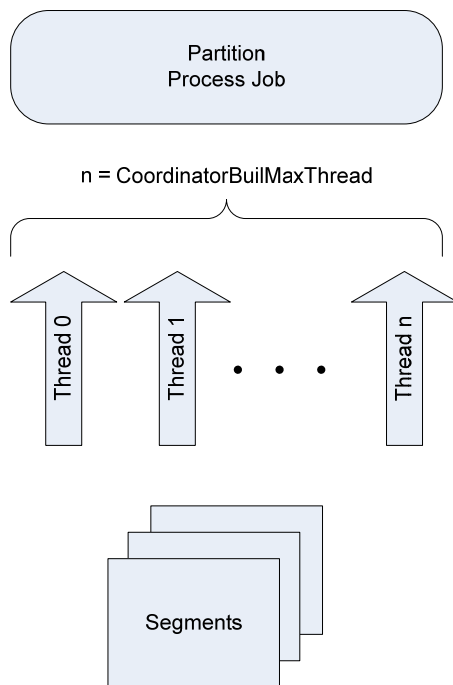 Partition
Process Job
n = CoordinatorBuilMaxThread
Thread 0
Thread 1
Thread n
Segments